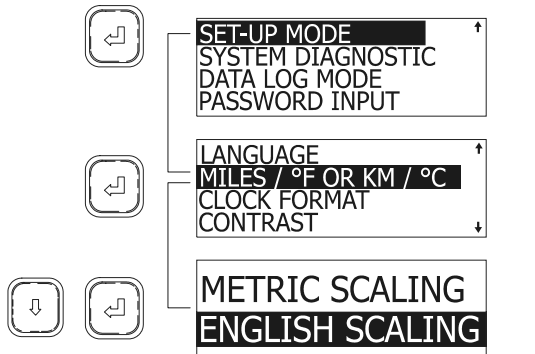 SET-UP MODE
SYSTEM DIAGNOSTIC
DATA LOG MODE
PASSWORD INPUT
LANGUAGE
MILES / °F OR KM / °C
CLOCK FORMAT
CONTRAST
METRIC SCALING
ENGLISH SCALING